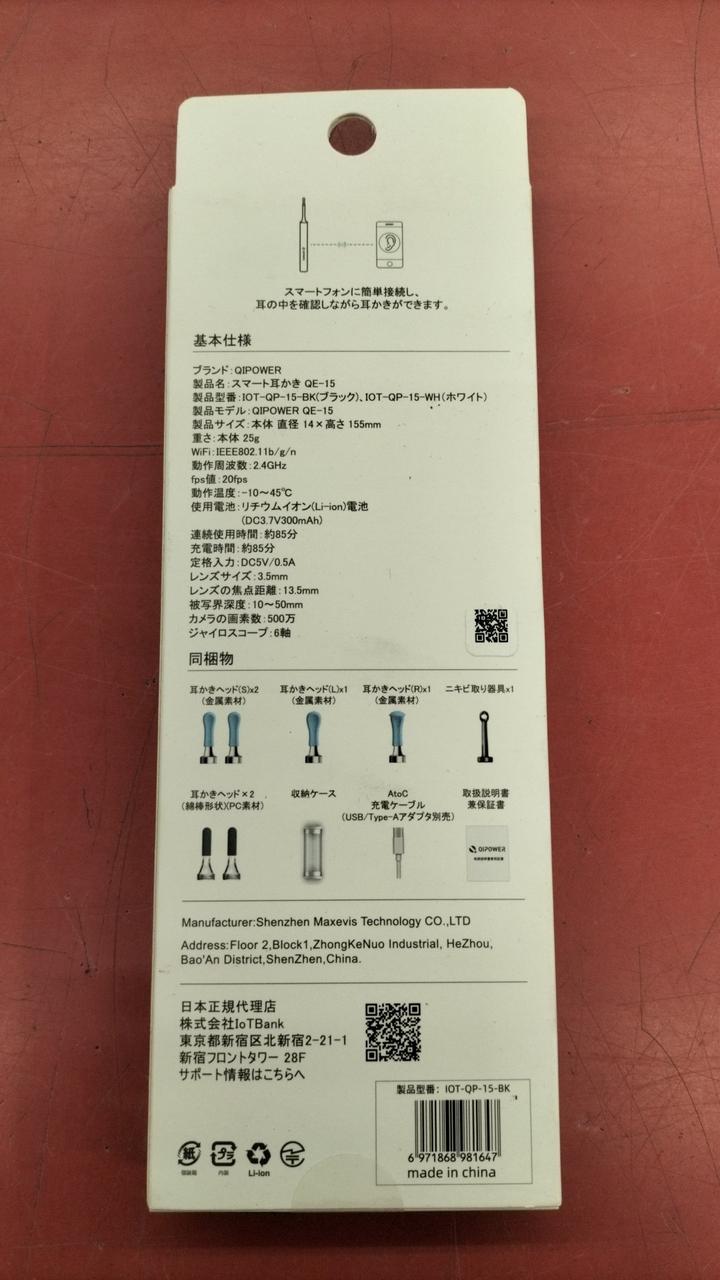 スマートフォンに簡単接続し、
耳の中を確認しながら耳かきができます。
基本仕様
ブランド：QIPOWER
製品名：スマート耳かき QE-15
製品型番：IOT-QP-15-BK(ブラック)、IOT-QP-15-WH（ホワイト）
製品モデル：QIPOWER QE-15
製品サイズ：本体 直径 14×高さ 155mm
重さ：本体 25g
WiFi：IEEE802.11b/g/n
動作周波数：2.4GHz
fps値：20fps
動作温度：-10〜45℃
使用電池：リチウムイオン(Li-ion)電池
(DC3.7V300mAh)
連続使用時間：約85分
充電時間：約85分
定格入力：DC5V/0.5A
レンズサイズ：3.5mm
レンズの焦点距離：13.5mm
被写界深度：10〜50mm
カメラの画素数：500万
ジャイロスコープ：6軸
同梱物
耳かきヘッド(S)x2
（金属素材）
耳かきヘッド(L)x1
（金属素材）
耳かきヘッド(R)x1
（金属素材）
ニキビ取り器具x1
耳かきヘッド×2
(綿棒形状)(PC素材)
収納ケース
AtoC
充電ケーブル
（USB/Type-Aアダプタ別売）
取扱説明書
兼保証書
QIPOWER
Manufacturer:Shenzhen Maxevis Technology CO.,LTD
Address:Floor 2,Block1,ZhongKeNuo Industrial, HeZhou,
Bao'An District,ShenZhen,China.
日本正規代理店
株式会社IoTBank
東京都新宿区北新宿2-21-1
新宿フロントタワー 28F
サポート情報はこちらへ
製品型番： IOT-QP-15-BK
6 971868 981647
made in china
紙
プラ
Li-ion